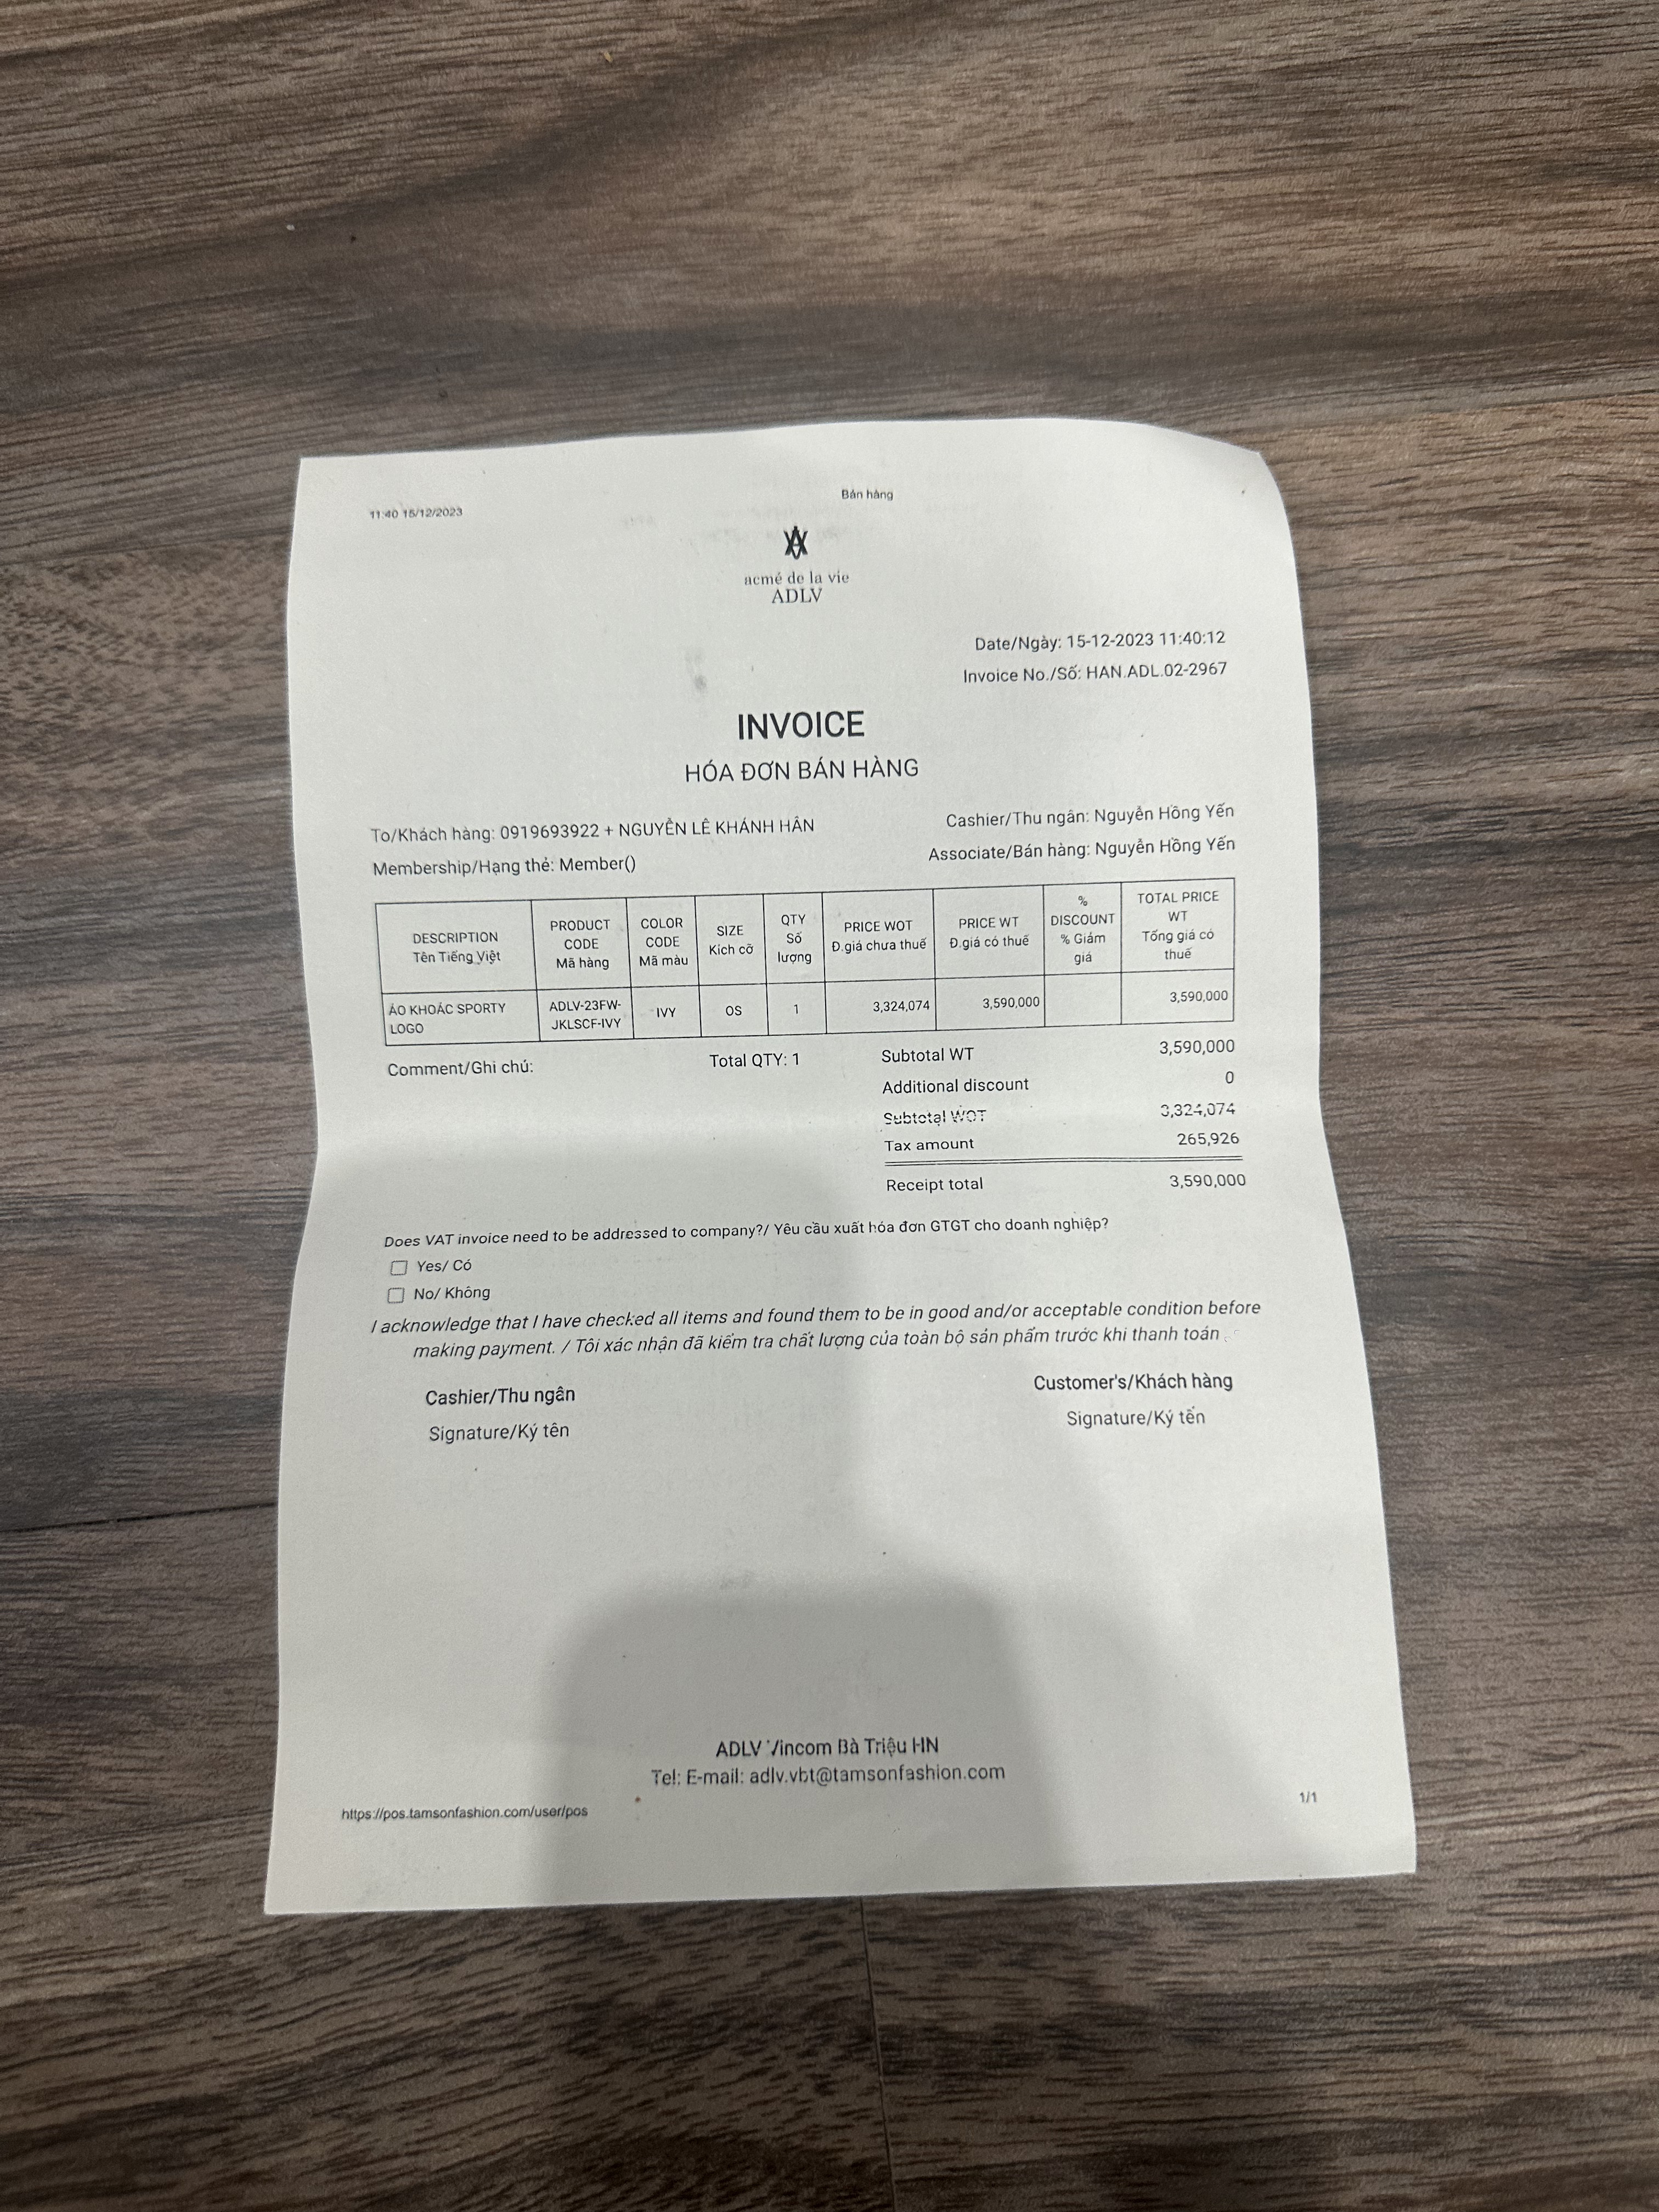 Bán hàng
11:40 15/12/2023
acmé de la vie
ADLV
Date/Ngày: 15-12-2023 11:40:12
Invoice No./Số: HAN.ADL.02-2967
INVOICE
HÓA ĐƠN BÁN HÀNG
To/Khách hàng: 0919693922 + NGUYỄN LÊ KHÁNH HÂN
Cashier/Thu ngân: Nguyễn Hồng Yến
Membership/Hạng thẻ: Member()
Associate/Bán hàng: Nguyễn Hồng Yến
DESCRIPTION
Tên Tiếng Việt
PRODUCT
CODE
Mã hàng
COLOR
CODE
Mã màu
SIZE
Kích cỡ
QTY
Số
lượng
PRICE WOT
Đ.giá chưa thuế
PRICE WT
Đ.giá có thuế
%
DISCOUNT
% Giảm
giá
TOTAL PRICE
WT
Tổng giá có
thuế
ÁO KHOÁC SPORTY
LOGO
ADLV-23FW-
JKLSCF-IVY
IVY
OS
1
3,324,074
3,590,000
3,590,000
Comment/Ghi chú:
Total QTY: 1
Subtotal WT 3,590,000
Additional discount 0
Subtotal WOT 3,324,074
Tax amount 265,926
Receipt total 3,590,000
Does VAT invoice need to be addressed to company?/ Yêu cầu xuất hóa đơn GTGT cho doanh nghiệp?
Yes/ Có
No/ Không
I acknowledge that I have checked all items and found them to be in good and/or acceptable condition before
making payment. / Tôi xác nhận đã kiểm tra chất lượng của toàn bộ sản phẩm trước khi thanh toán
Cashier/Thu ngân
Customer's/Khách hàng
Signature/Ký tên
Signature/Ký tên
ADLV Vincom Bà Triệu HN
Tel: E-mail: adlv.vbt@tamsonfashion.com
https://pos.tamsonfashion.com/user/pos
1/1